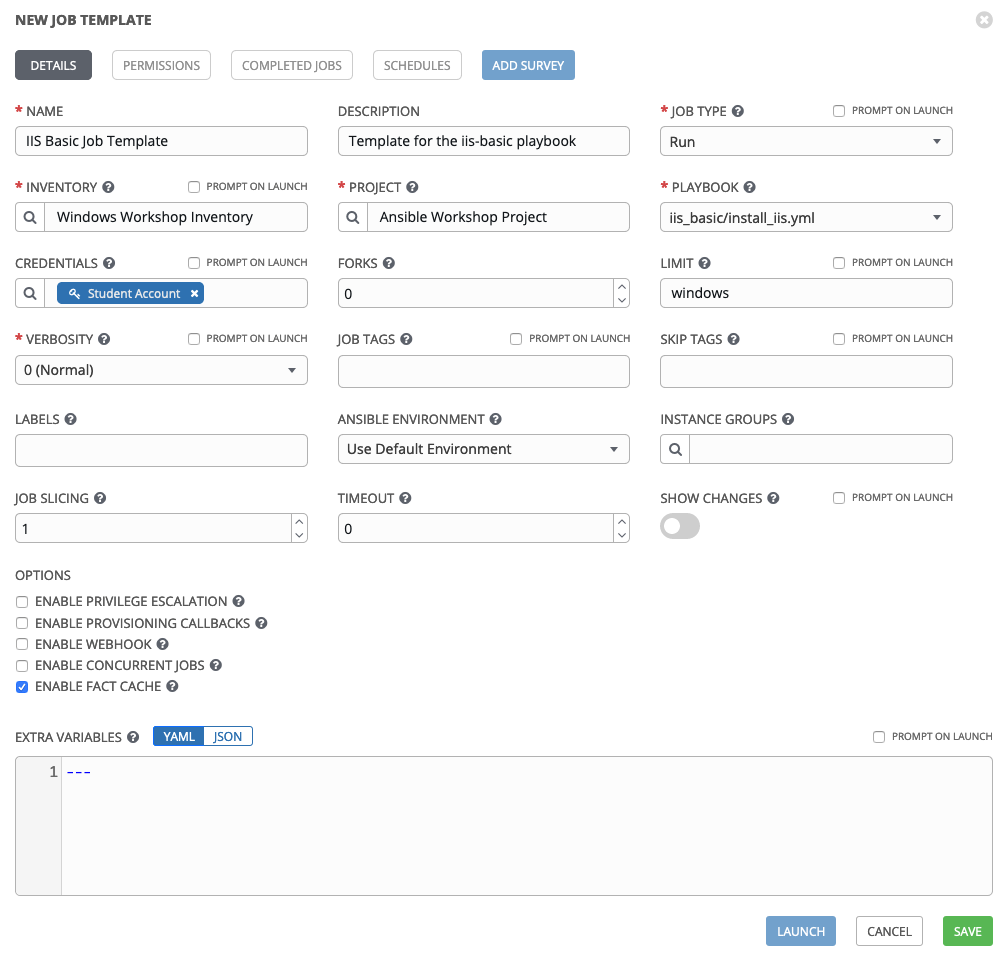 NEW JOB TEMPLATE
DETAILS PERMISSIONS COMPLETED JOBS SCHEDULES ADD SURVEY
* NAME DESCRIPTION * JOB TYPE ? PROMPT ON LAUNCH
IIS Basic Job Template Template for the iis-basic playbook Run
* INVENTORY ? PROMPT ON LAUNCH * PROJECT ? * PLAYBOOK ?
Windows Workshop Inventory Ansible Workshop Project iis_basic/install_iis.yml
CREDENTIALS ? PROMPT ON LAUNCH FORKS ? LIMIT ? PROMPT ON LAUNCH
Student Account × 0 windows
* VERBOSITY ? PROMPT ON LAUNCH JOB TAGS ? PROMPT ON LAUNCH SKIP TAGS ? PROMPT ON LAUNCH
0 (Normal)
LABELS ? ANSIBLE ENVIRONMENT ? INSTANCE GROUPS ?
Use Default Environment
JOB SLICING ? TIMEOUT ? SHOW CHANGES ? PROMPT ON LAUNCH
1 0
OPTIONS
ENABLE PRIVILEGE ESCALATION ?
ENABLE PROVISIONING CALLBACKS ?
ENABLE WEBHOOK ?
ENABLE CONCURRENT JOBS ?
ENABLE FACT CACHE ?
EXTRA VARIABLES ? YAML JSON PROMPT ON LAUNCH
1 ---
LAUNCH CANCEL SAVE